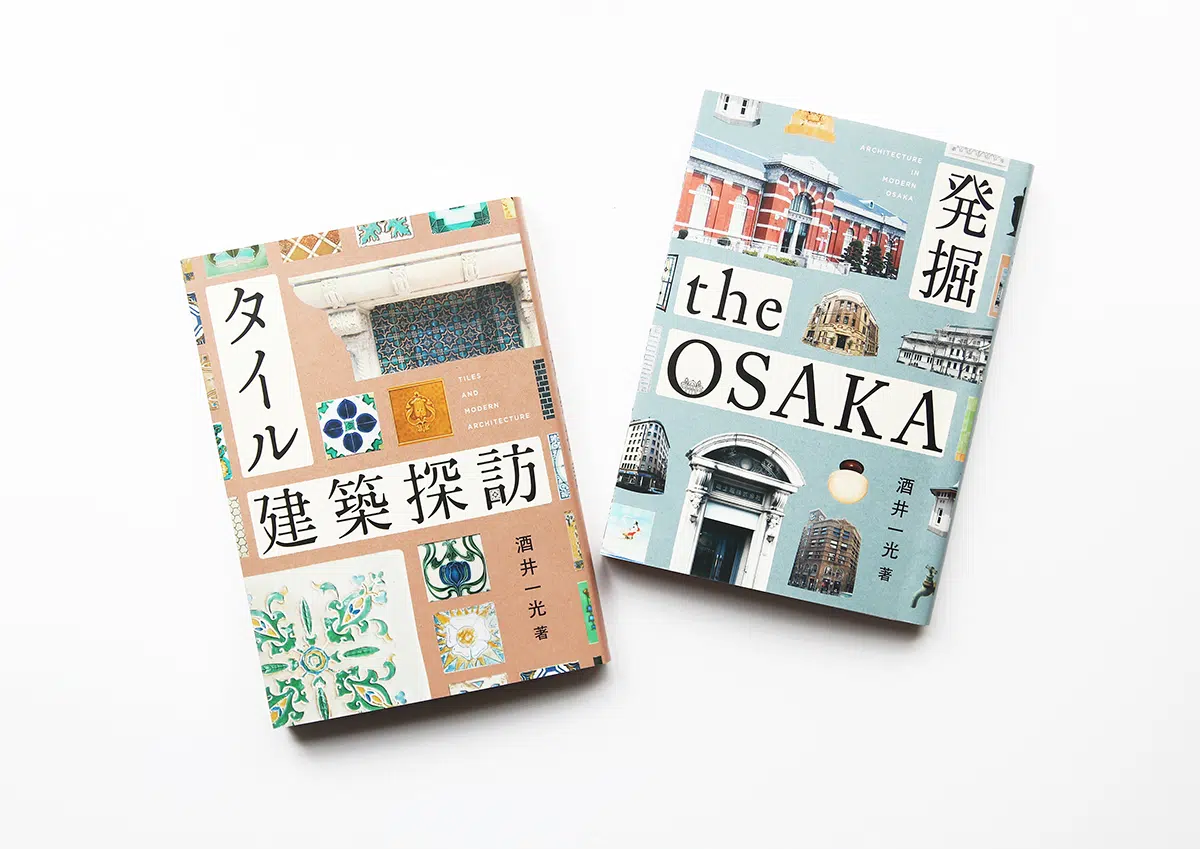 タイル
建築探訪
TILES
AND
MODERN
ARCHITECTURE
酒井一光 著
ARCHITECTURE
IN
MODERN
OSAKA
発掘
the
OSAKA
酒井一光 著